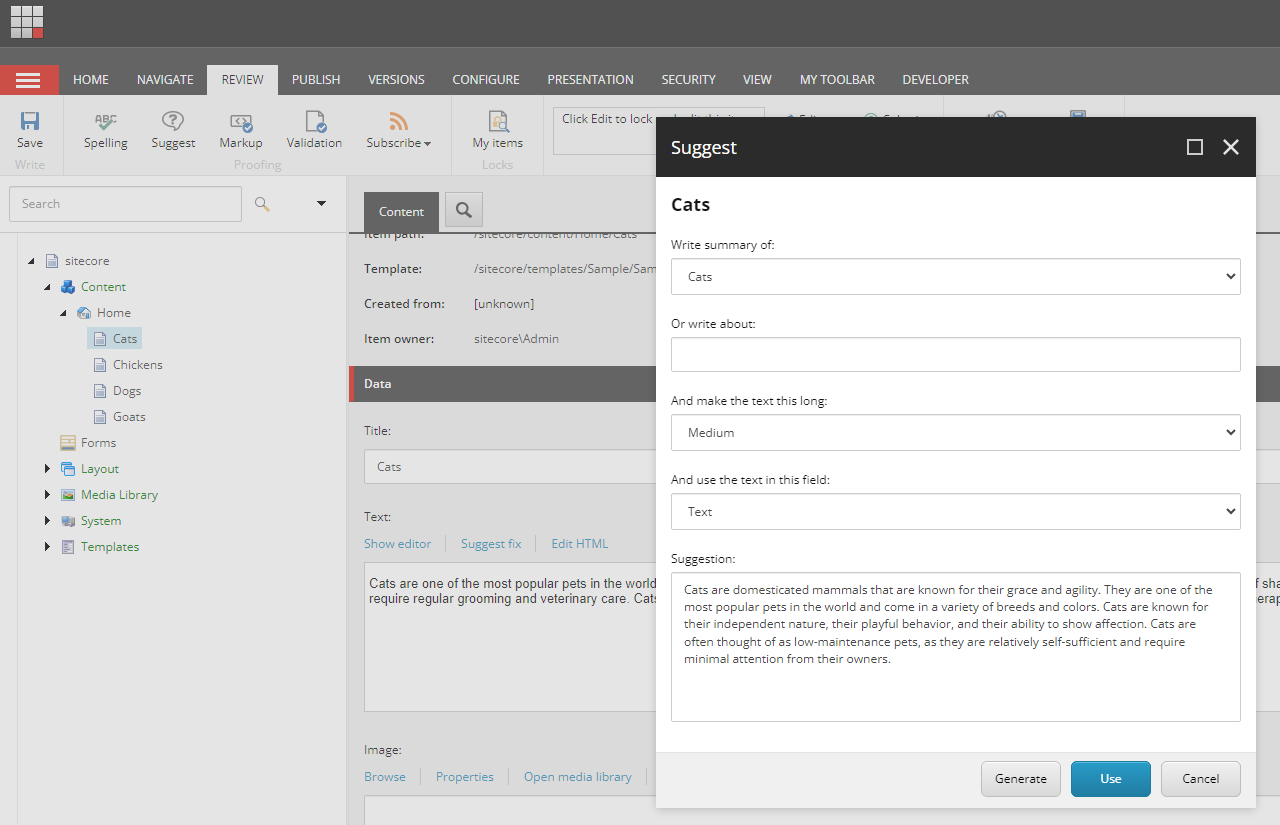 HOME NAVIGATE REVIEW PUBLISH VERSIONS CONFIGURE PRESENTATION SECURITY VIEW MY TOOLBAR DEVELOPER
Click Edit to lock
ABC
Save Spelling Suggest Markup Validation Subscribe My items
Write Proofing Locks
Search
Content
sitecore
Content
Home
Cats
Chickens
Dogs
Goats
Forms
Layout
Media Library
System
Templates
Item path: /sitecore/content/Home/Cats
Template: /sitecore/templates/Sample/Sam
Created from: [unknown]
Item owner: sitecore\Admin
Data
Title:
Cats
Text:
Show editor Suggest fix Edit HTML
Cats are one of the most popular pets in the world
require regular grooming and veterinary care. Cats
Image:
Browse Properties Open media library
Suggest
Cats
Write summary of:
Cats
Or write about:
And make the text this long:
Medium
And use the text in this field:
Text
Suggestion:
Cats are domesticated mammals that are known for their grace and agility. They are one of the
most popular pets in the world and come in a variety of breeds and colors. Cats are known for
their independent nature, their playful behavior, and their ability to show affection. Cats are
often thought of as low-maintenance pets, as they are relatively self-sufficient and require
minimal attention from their owners.
Generate Use Cancel